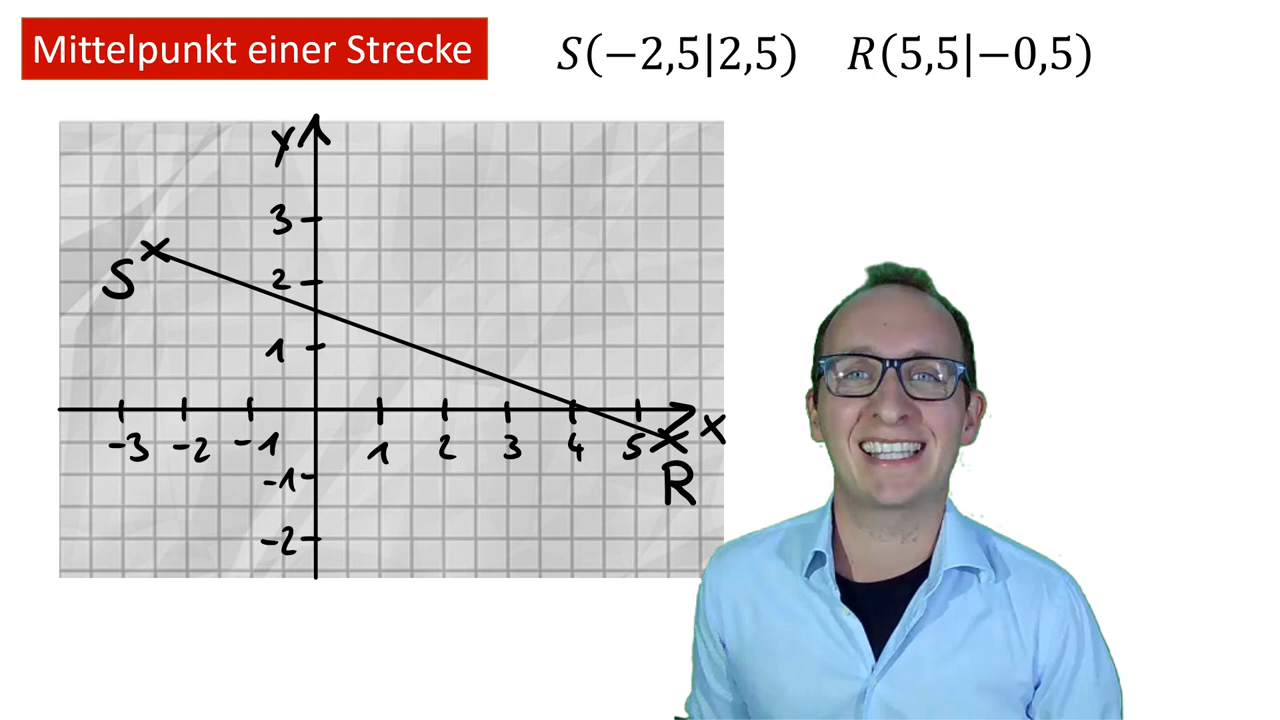 Mittelpunkt einer Strecke
S(−2,5|2,5) R(5,5|−0,5)
y
3
S
2
1
-3 -2 -1 1 2 3 4 5 x
-1
R
-2